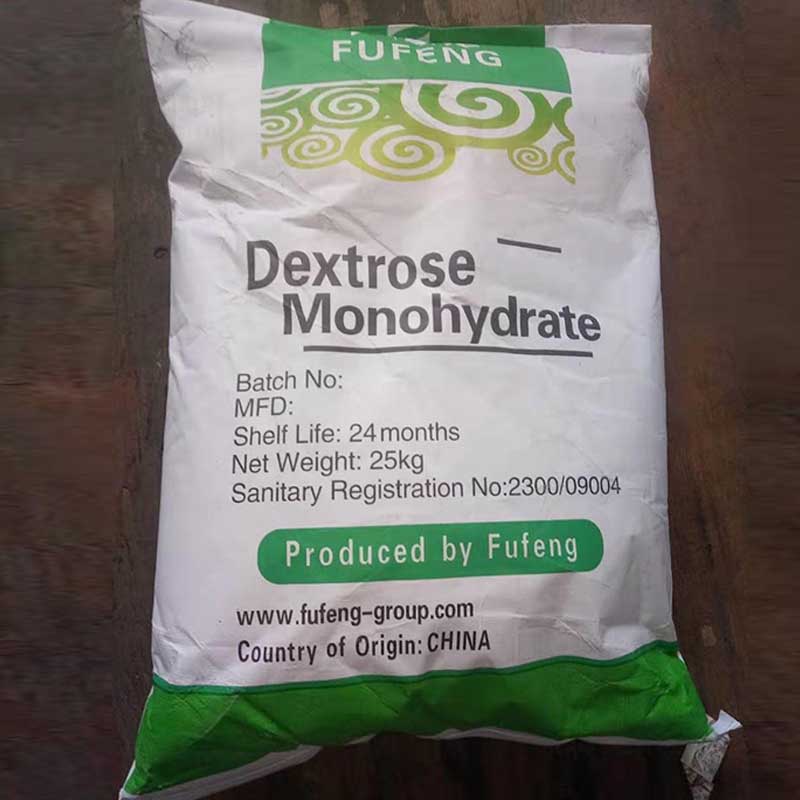 FUFENG
Dextrose
Monohydrate
Batch No:
MFD:
Shelf Life: 24 months
Net Weight: 25kg
Sanitary Registration No:2300/09004
Produced by Fufeng
www.fufeng-group.com
Country of Origin: CHINA